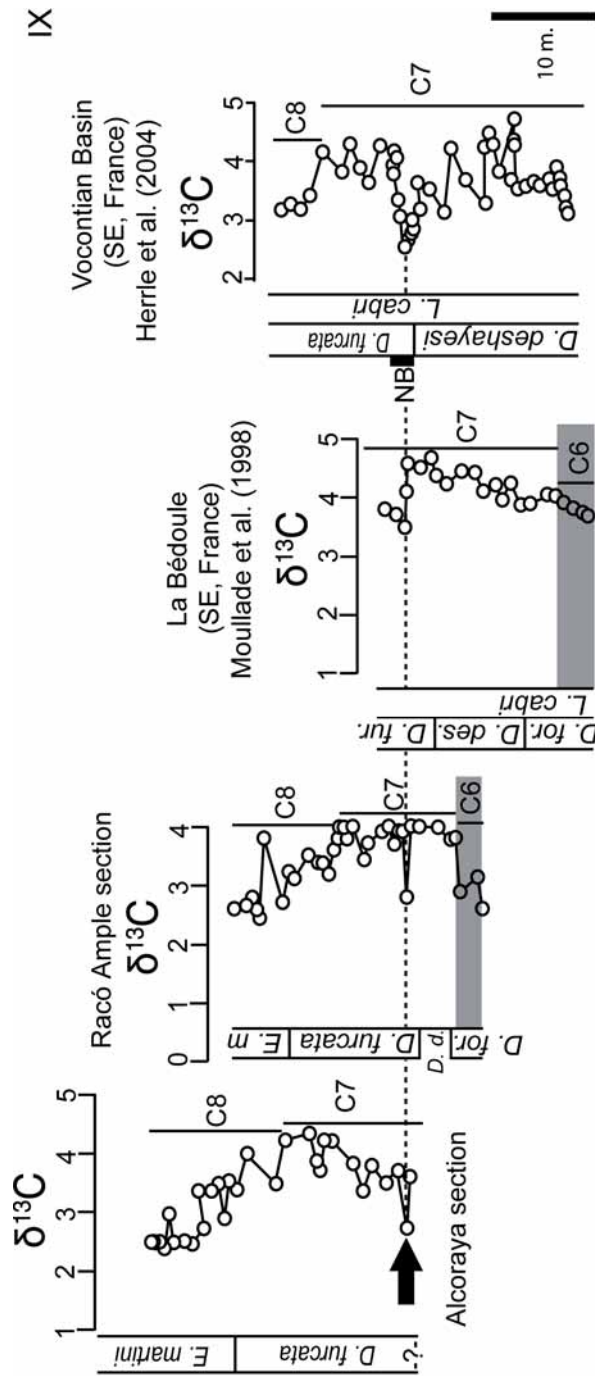 IX
δ¹³C
1 2 3 4 5
C8
C7
E. martini
D. furcata
?
Alcoraya section
Racó Ample section
δ¹³C
0 1 2 3 4
C8
C7
C6
E. m
D. furcata
D. p.
D. for.
La Bédoule
(SE, France)
Moullade et al. (1998)
δ¹³C
1 2 3 4 5
C7
C6
D. fur.
D. des.
D. for.
L. cabri
Vocontian Basin
(SE, France)
Herrle et al. (2004)
δ¹³C
2 3 4 5
C8
C7
L. cabri
D. furcata
D. deshayesi
NB
10 m.